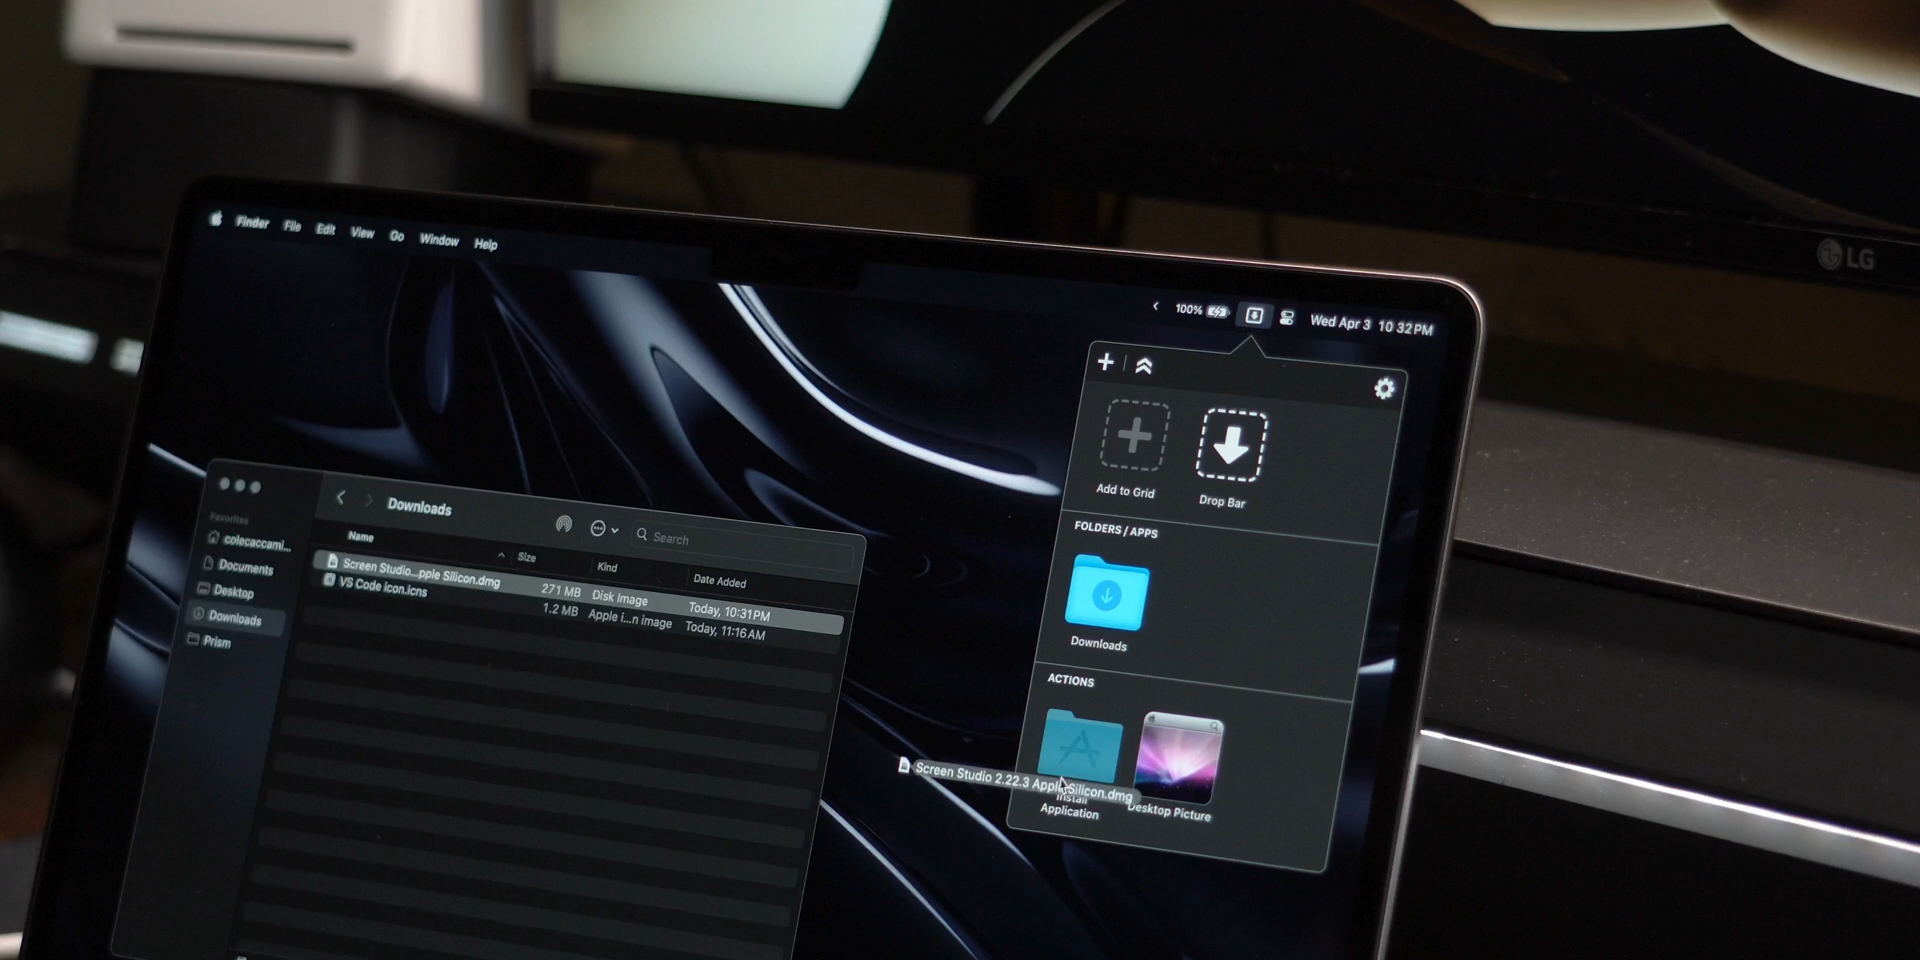 LG
Finder File Edit View Go Window Help
100% Wed Apr 3 10 32 PM
Add to Grid
Drop Bar
FOLDERS / APPS
Downloads
ACTIONS
Install
Application
Desktop Picture
Screen Studio 2.22.3 Apple Silicon.dmg
Downloads
Search
Favorites
colecaccami...
Documents
Desktop
Downloads
Prism
Name Size Kind Date Added
Screen Studio...pple Silicon.dmg 271 MB Disk Image Today, 10:31 PM
VS Code icon.icns 1.2 MB Apple i...n image Today, 11:16 AM